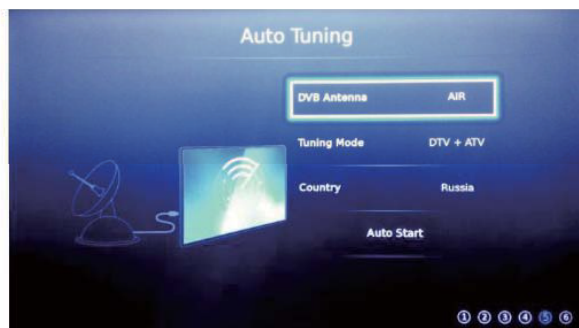 Auto Tuning
DVB Antenna AIR
Tuning Mode DTV + ATV
Country Russia
Auto Start
① ② ③ ④ ⑤ ⑥